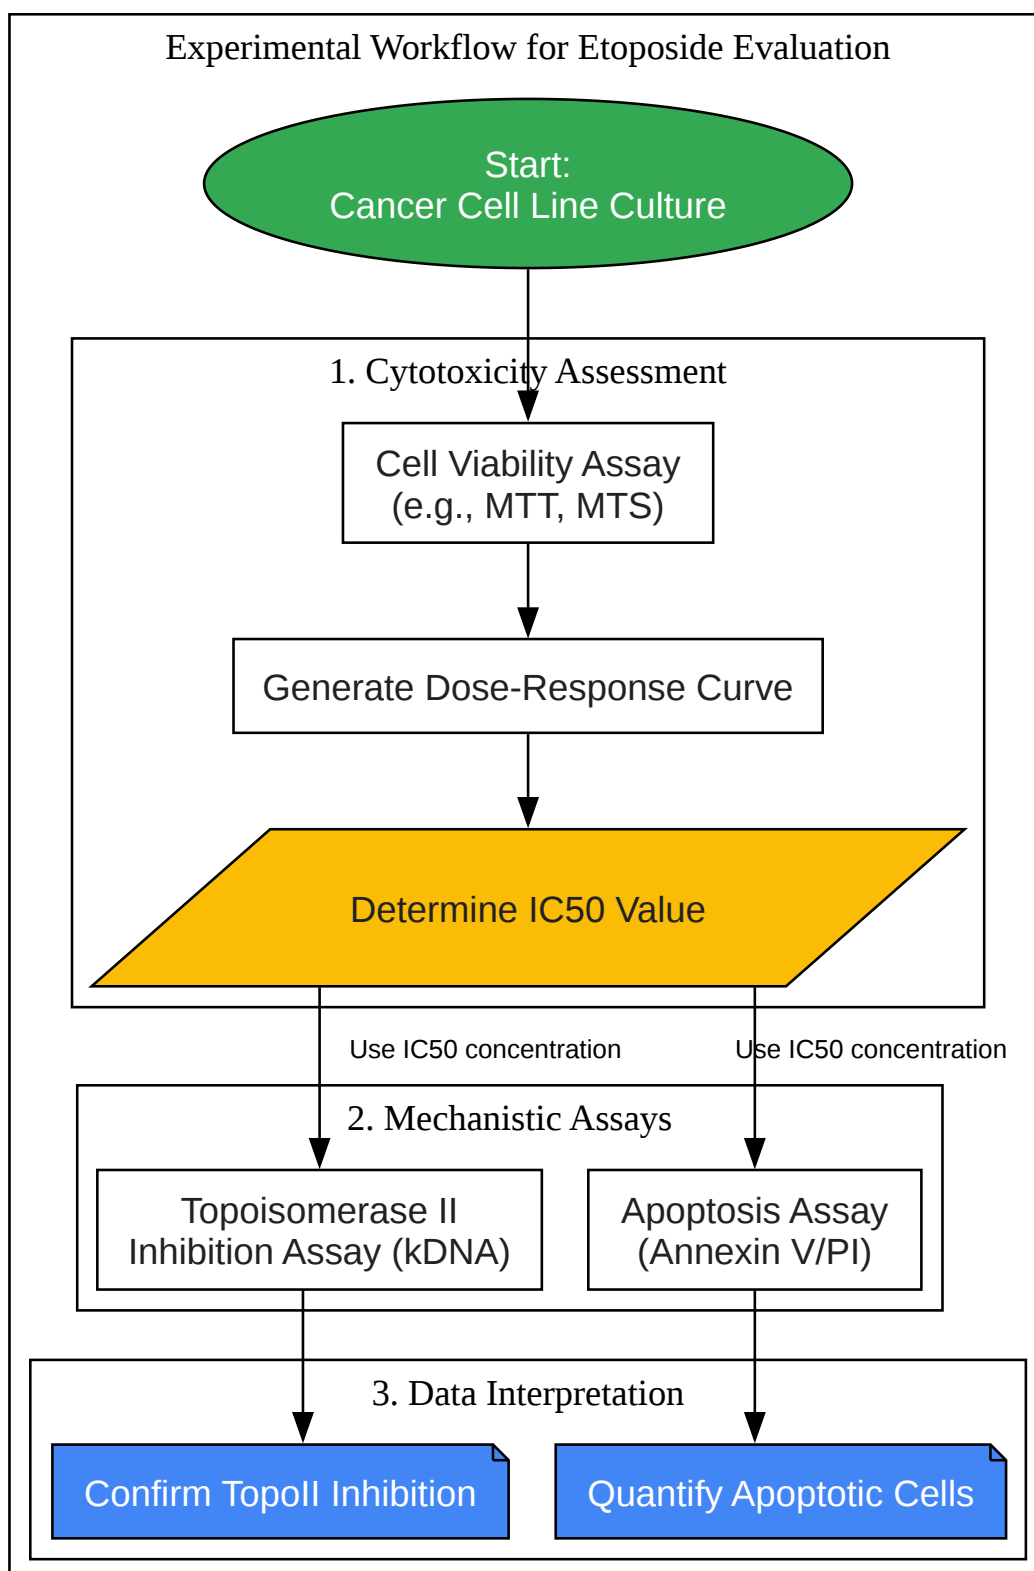 Experimental Workflow for Etoposide Evaluation
Start:
Cancer Cell Line Culture
1. Cytotoxicity Assessment
Cell Viability Assay
(e.g., MTT, MTS)
Generate Dose-Response Curve
Determine IC50 Value
Use IC50 concentration
Use IC50 concentration
2. Mechanistic Assays
Topoisomerase II
Inhibition Assay (kDNA)
Apoptosis Assay
(Annexin V/PI)
3. Data Interpretation
Confirm TopoII Inhibition
Quantify Apoptotic Cells